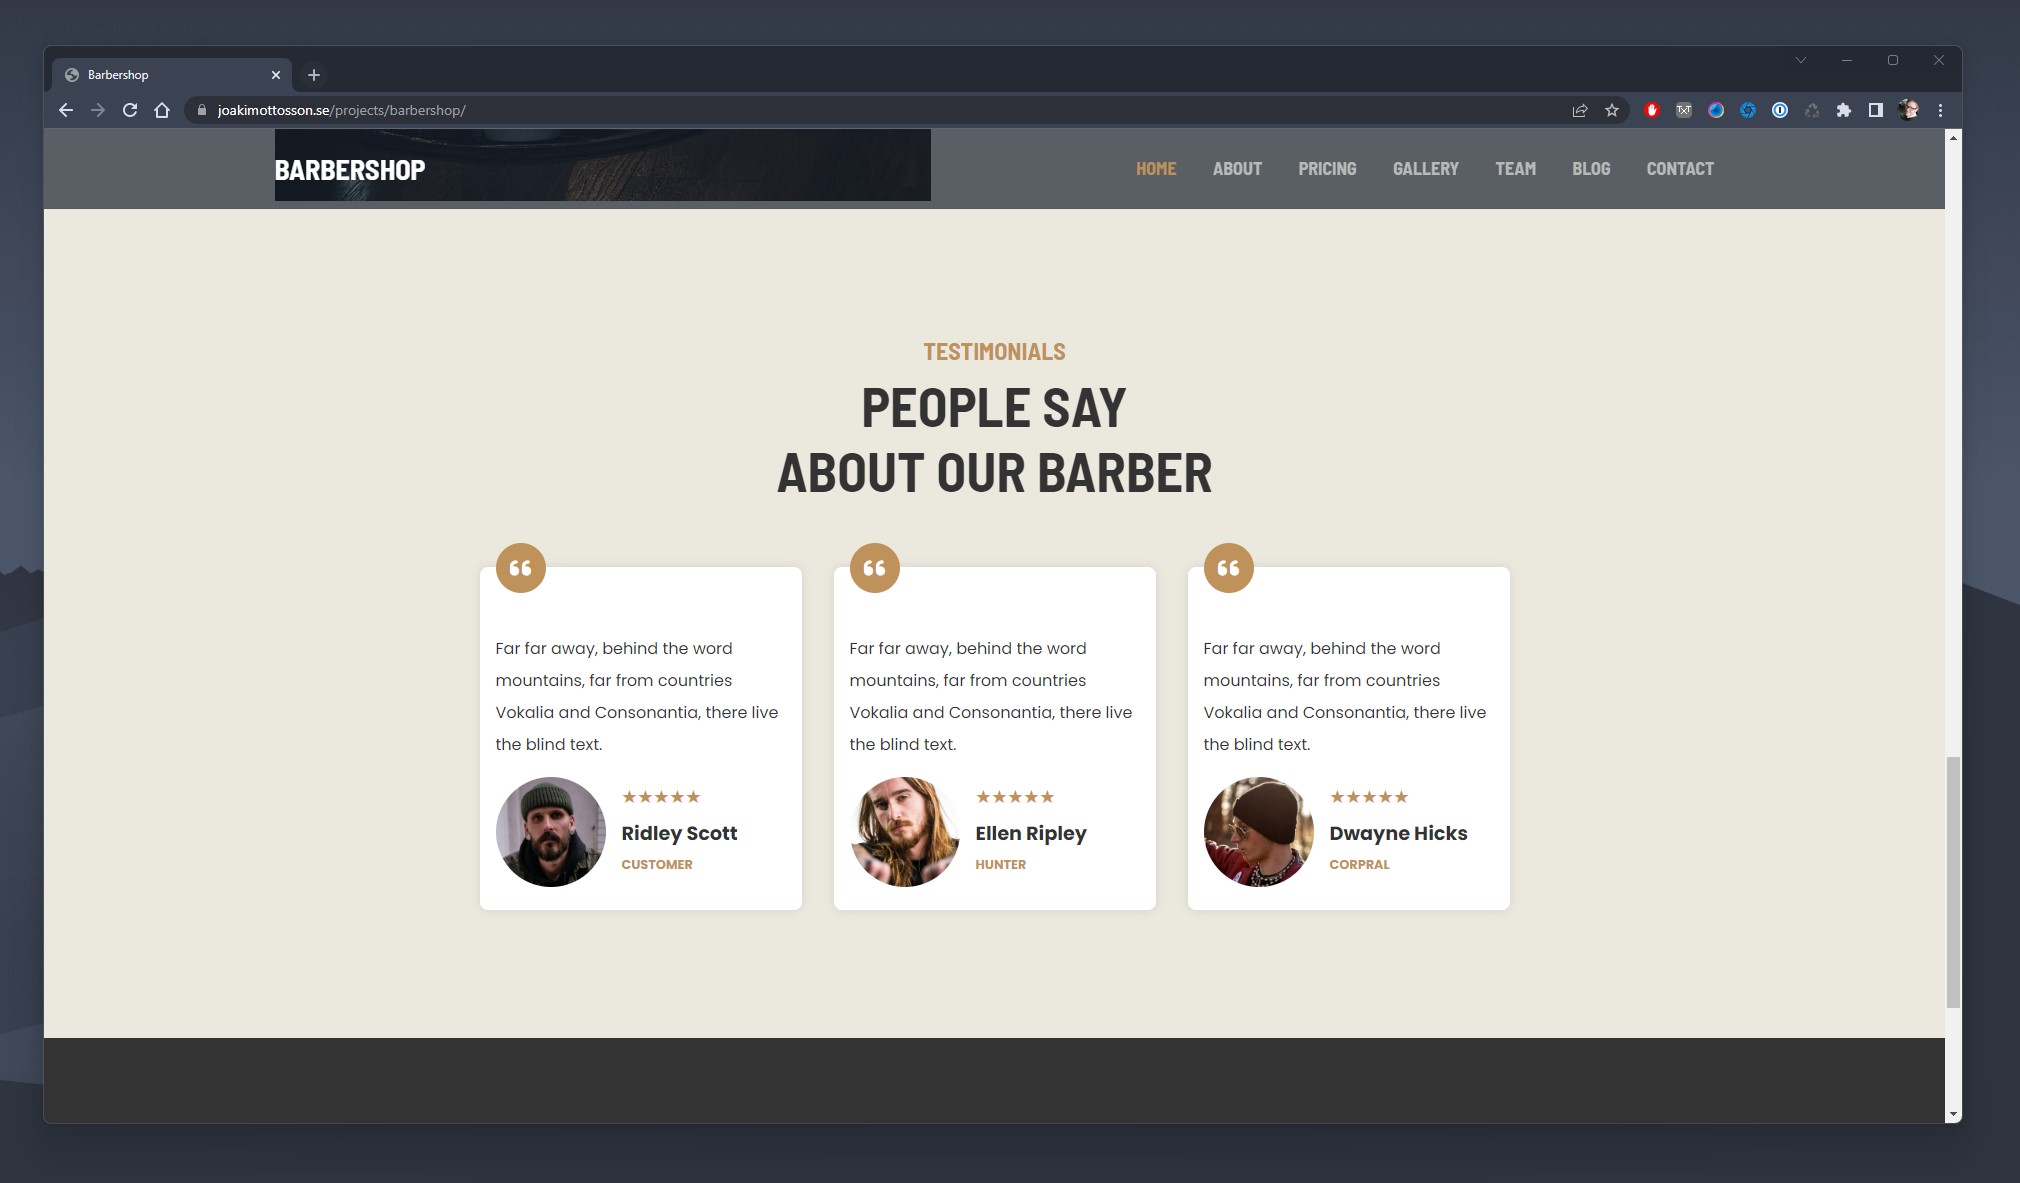 Barbershop
joakimottosson.se/projects/barbershop/
BARBERSHOP
HOME ABOUT PRICING GALLERY TEAM BLOG CONTACT
TESTIMONIALS
PEOPLE SAY
ABOUT OUR BARBER
Far far away, behind the word
mountains, far from countries
Vokalia and Consonantia, there live
the blind text.
Ridley Scott
CUSTOMER
Far far away, behind the word
mountains, far from countries
Vokalia and Consonantia, there live
the blind text.
Ellen Ripley
HUNTER
Far far away, behind the word
mountains, far from countries
Vokalia and Consonantia, there live
the blind text.
Dwayne Hicks
CORPRAL